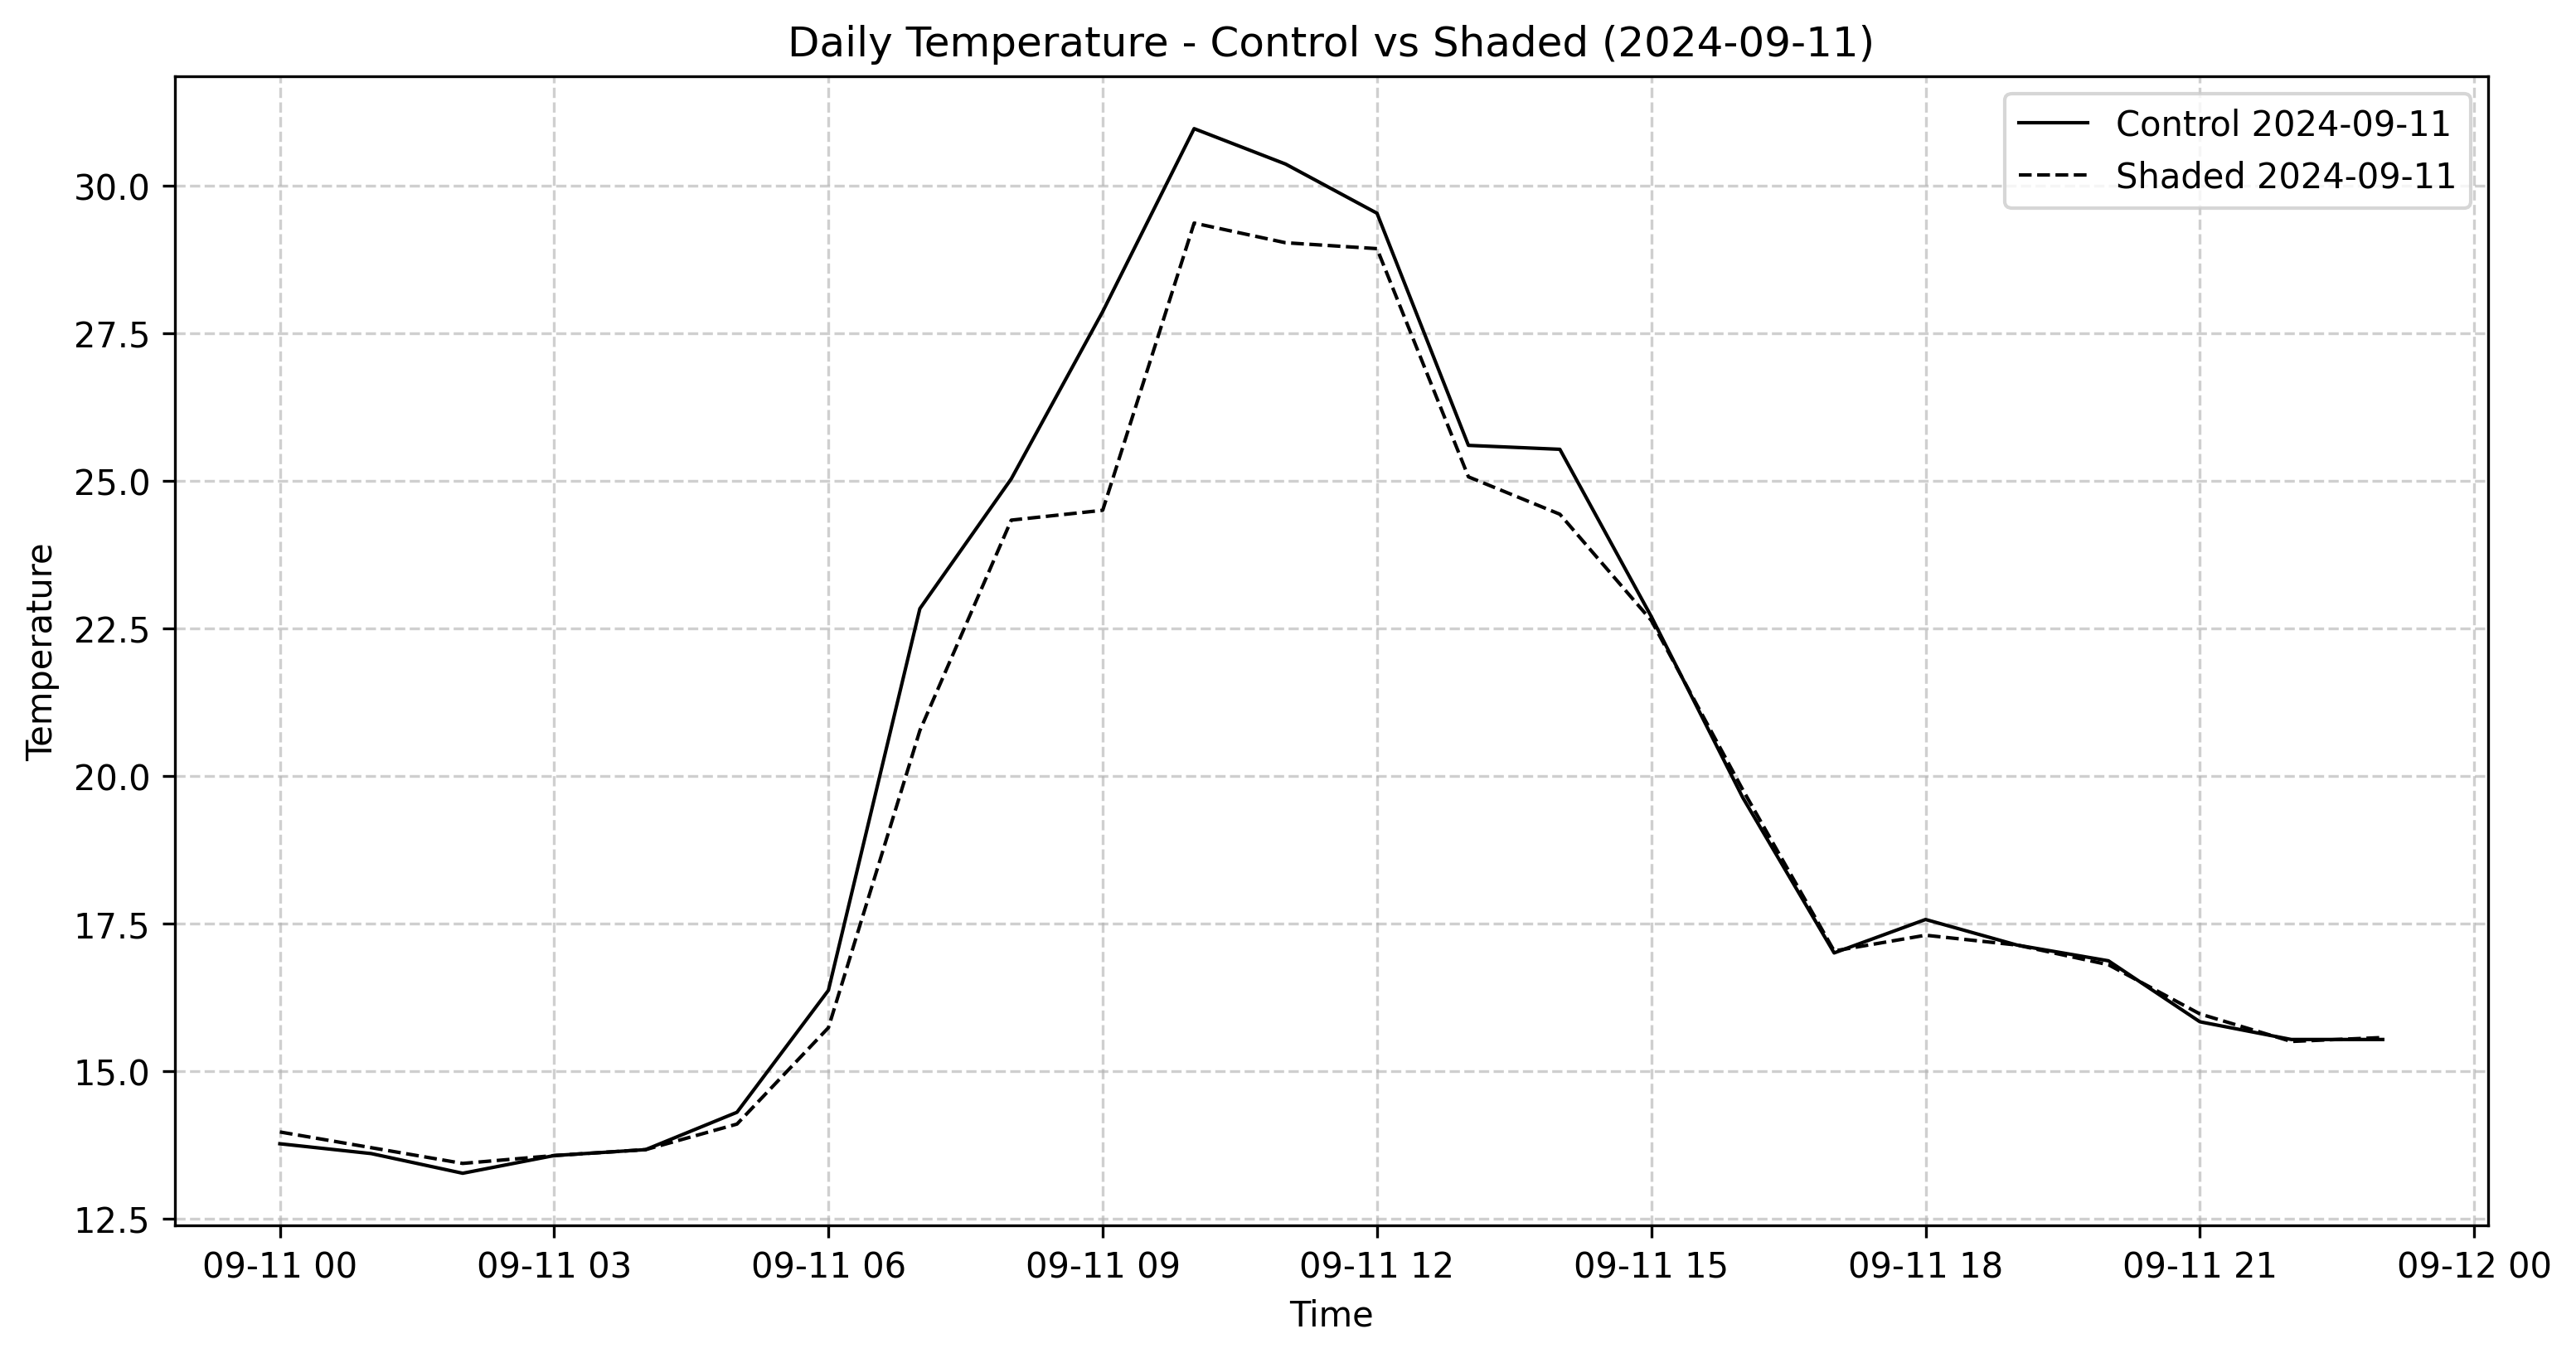 Daily Temperature - Control vs Shaded (2024-09-11)
Control 2024-09-11
Shaded 2024-09-11
30.0
27.5
25.0
22.5
20.0
17.5
15.0
12.5
Temperature
09-11 00 09-11 03 09-11 06 09-11 09 09-11 12 09-11 15 09-11 18 09-11 21 09-12 00
Time